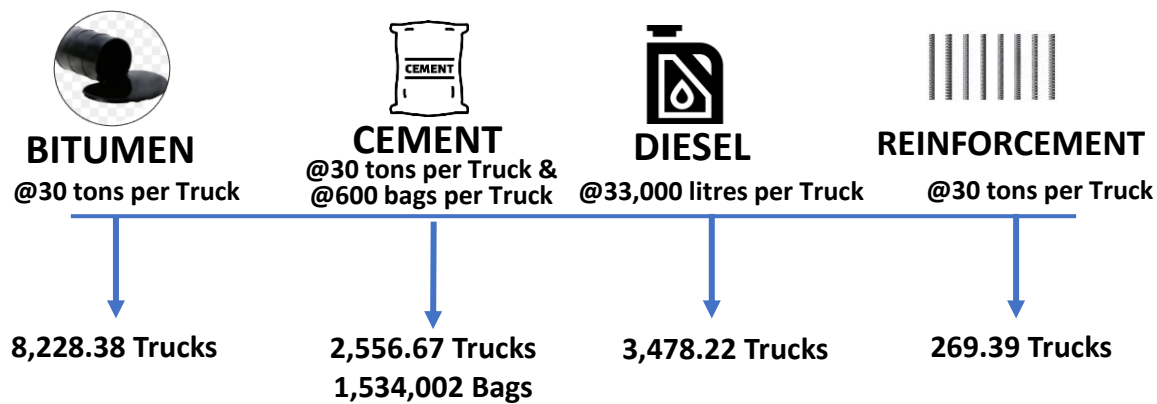 CEMENT
BITUMEN
@30 tons per Truck
CEMENT
@30 tons per Truck &
@600 bags per Truck
DIESEL
@33,000 litres per Truck
REINFORCEMENT
@30 tons per Truck
8,228.38 Trucks
2,556.67 Trucks
1,534,002 Bags
3,478.22 Trucks
269.39 Trucks